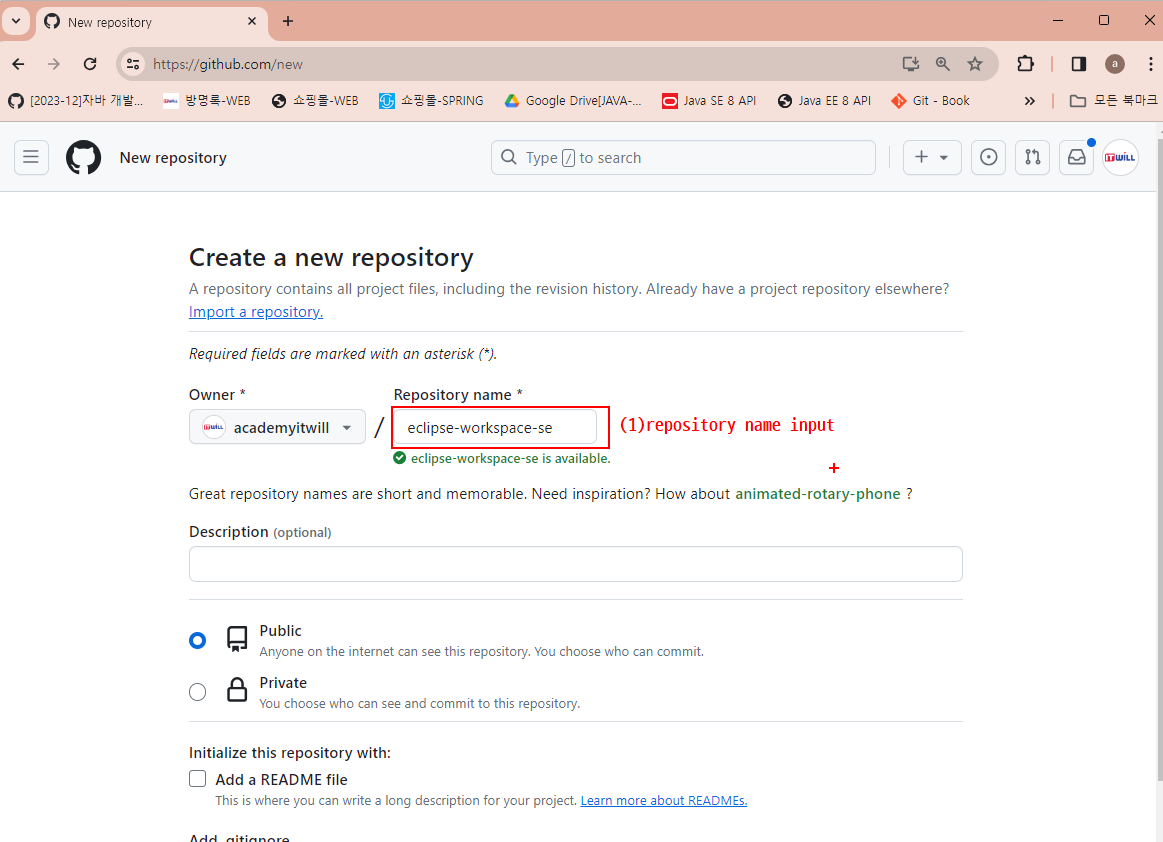 New repository
https://github.com/new
a
[2023-12]자바 개발... 방명록-WEB 쇼핑몰-WEB 쇼핑몰-SPRING Google Drive[JAVA-... Java SE 8 API Java EE 8 API Git - Book » 모든 북마크
New repository Type / to search ITWILL
Create a new repository
A repository contains all project files, including the revision history. Already have a project repository elsewhere?
Import a repository.
Required fields are marked with an asterisk (*).
Owner * Repository name *
ITWILL academyitwill / eclipse-workspace-se (1)repository name input
eclipse-workspace-se is available.
Great repository names are short and memorable. Need inspiration? How about animated-rotary-phone ?
Description (optional)
Public
Anyone on the internet can see this repository. You choose who can commit.
Private
You choose who can see and commit to this repository.
Initialize this repository with:
Add a README file
This is where you can write a long description for your project. Learn more about READMEs.
Add .gitignore